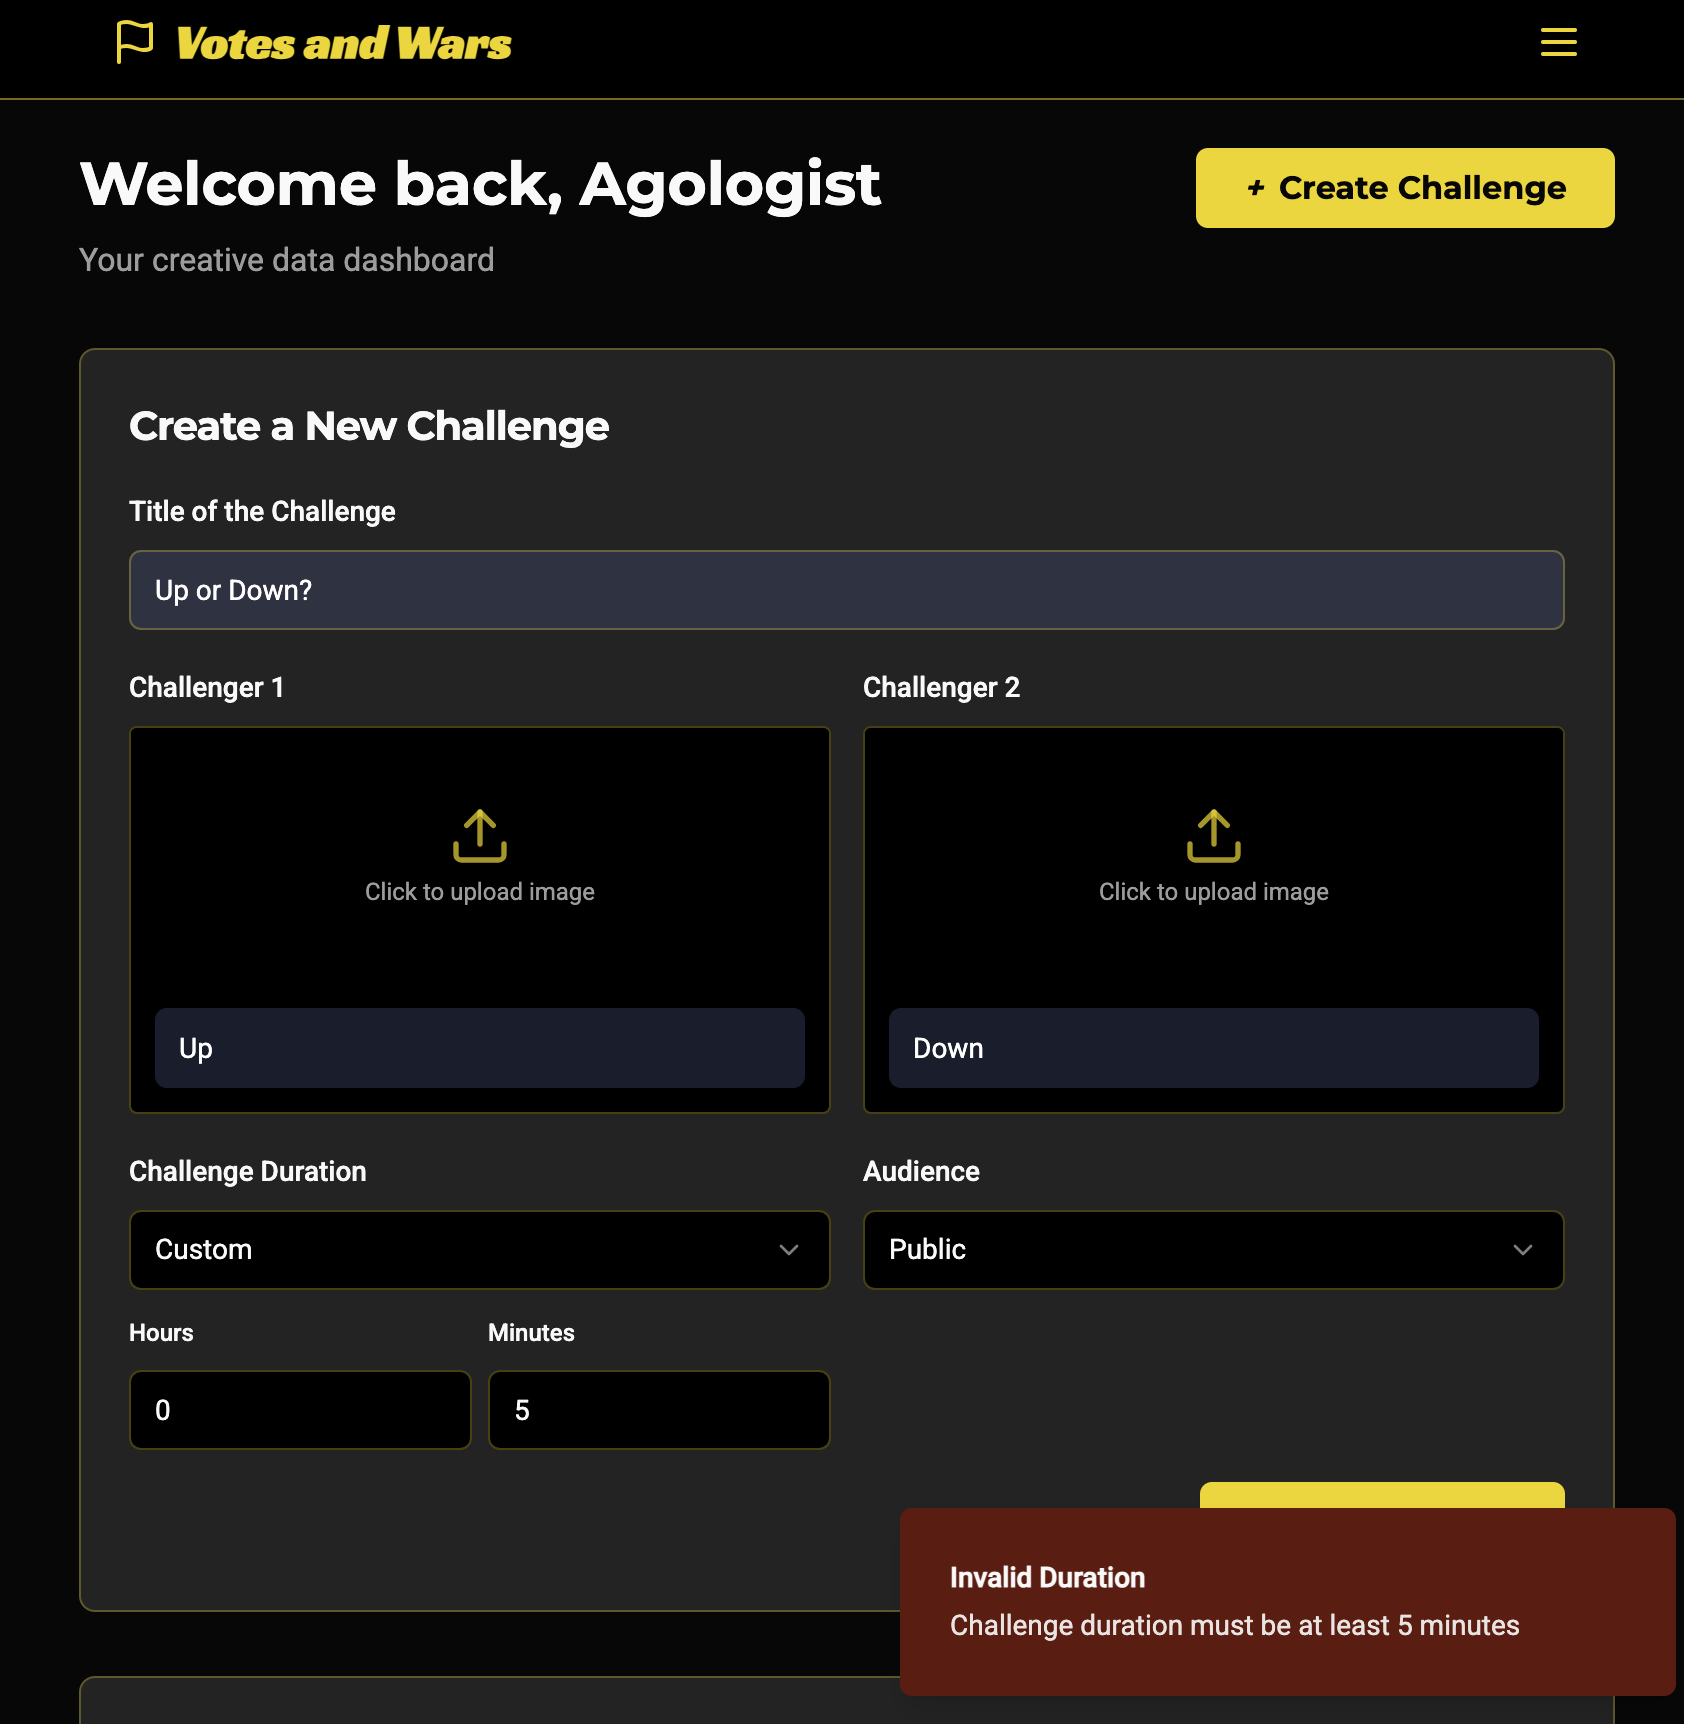 Votes and Wars
Welcome back, Agologist
+ Create Challenge
Your creative data dashboard
Create a New Challenge
Title of the Challenge
Up or Down?
Challenger 1
Challenger 2
Click to upload image
Click to upload image
Up
Down
Challenge Duration
Audience
Custom
Public
Hours
Minutes
0
5
Invalid Duration
Challenge duration must be at least 5 minutes